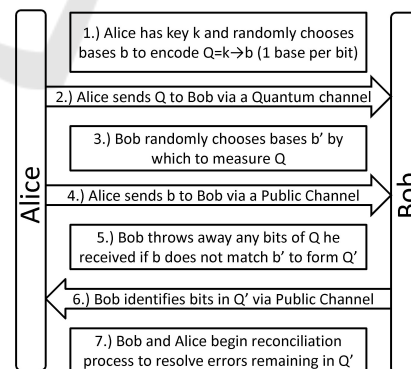 1.) Alice has key k and randomly chooses
bases b to encode Q=k→b (1 base per bit)
2.) Alice sends Q to Bob via a Quantum channel
3.) Bob randomly chooses bases b’ by
which to measure Q
Alice
Bob
4.) Alice sends b to Bob via a Public Channel
5.) Bob throws away any bits of Q he
received if b does not match b’ to form Q’
6.) Bob identifies bits in Q’ via Public Channel
7.) Bob and Alice begin reconciliation
process to resolve errors remaining in Q’